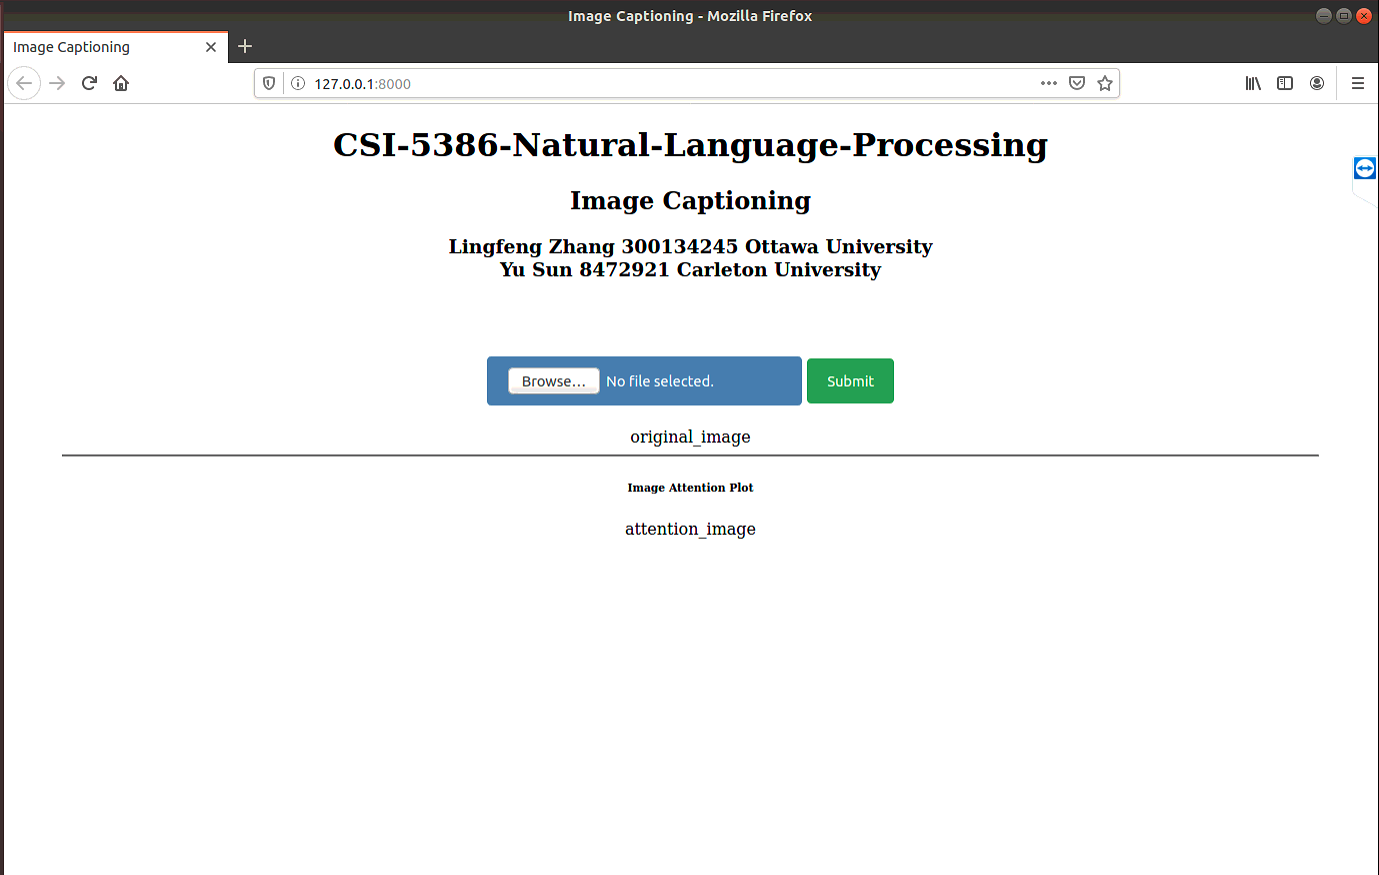 Image Captioning - Mozilla Firefox
Image Captioning
127.0.0.1:8000
CSI-5386-Natural-Language-Processing
Image Captioning
Lingfeng Zhang 300134245 Ottawa University
Yu Sun 8472921 Carleton University
Browse... No file selected. Submit
original_image
Image Attention Plot
attention_image